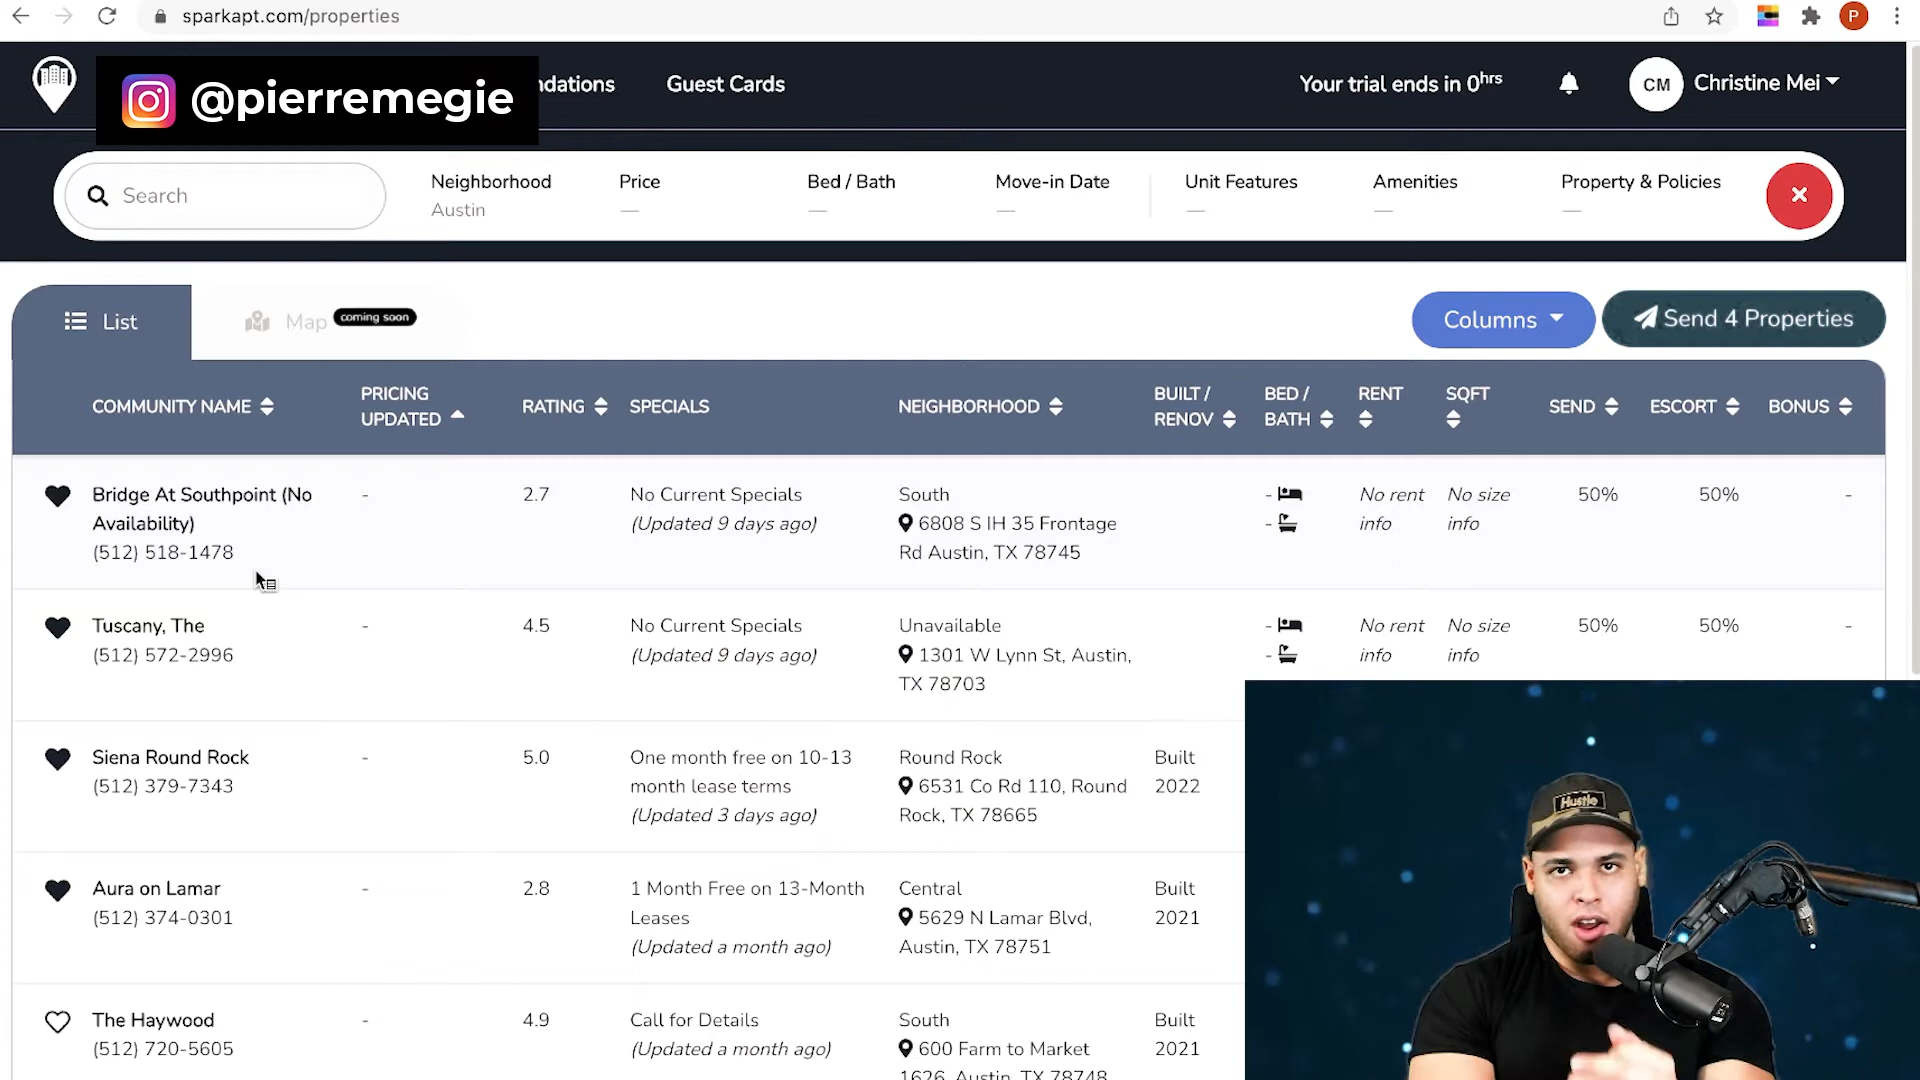 sparkapt.com/properties
P
@pierremegie
ndations
Guest Cards
Your trial ends in 0hrs
CM
Christine Mei
Search
Neighborhood
Austin
Price
—
Bed / Bath
—
Move-in Date
—
Unit Features
—
Amenities
—
Property & Policies
—
List
Map
coming soon
Columns
Send 4 Properties
COMMUNITY NAME
PRICING
UPDATED
RATING
SPECIALS
NEIGHBORHOOD
BUILT /
RENOV
BED /
BATH
RENT
SQFT
SEND
ESCORT
BONUS
Bridge At Southpoint (No
Availability)
(512) 518-1478
-
2.7
No Current Specials
(Updated 9 days ago)
South
6808 S IH 35 Frontage
Rd Austin, TX 78745
-
-
No rent
info
No size
info
50%
50%
-
Tuscany, The
(512) 572-2996
-
4.5
No Current Specials
(Updated 9 days ago)
Unavailable
1301 W Lynn St, Austin,
TX 78703
-
-
No rent
info
No size
info
50%
50%
-
Siena Round Rock
(512) 379-7343
-
5.0
One month free on 10-13
month lease terms
(Updated 3 days ago)
Round Rock
6531 Co Rd 110, Round
Rock, TX 78665
Built
2022
Aura on Lamar
(512) 374-0301
-
2.8
1 Month Free on 13-Month
Leases
(Updated a month ago)
Central
5629 N Lamar Blvd,
Austin, TX 78751
Built
2021
The Haywood
(512) 720-5605
-
4.9
Call for Details
(Updated a month ago)
South
600 Farm to Market
1626, Austin, TX 78748
Built
2021
Hustle